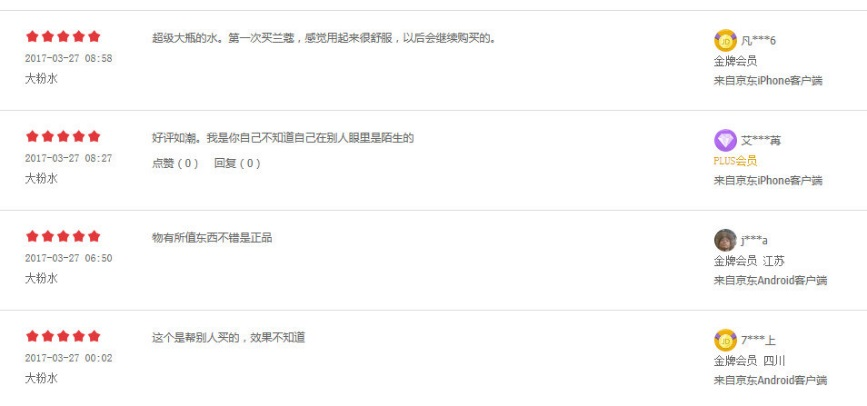 超级大瓶的水。第一次买兰蔻，感觉用起来很舒服，以后会继续购买的。
凡***6
2017-03-27 08:58
金牌会员
大粉水
来自京东iPhone客户端
好评如潮。我是你自己不知道自己在别人眼里是陌生的
艾***苒
2017-03-27 08:27
点赞（0） 回复（0）
PLUS会员
大粉水
来自京东iPhone客户端
物有所值东西不错是正品
j***a
2017-03-27 06:50
金牌会员 江苏
大粉水
来自京东Android客户端
这个是帮别人买的，效果不知道
7***上
2017-03-27 00:02
金牌会员 四川
大粉水
来自京东Android客户端